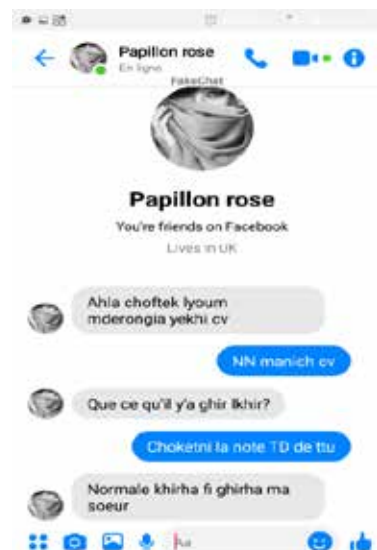 Papillon rose
En ligne
FakeChat
Papillon rose
You're friends on Facebook
Lives in UK
Ahla choftek lyoum
mderongia yekhi cv
NN manich cv
Que ce qu'il y'a ghir lkhir?
Choketni la note TD de ttu
Normale khirha fi ghirha ma
soeur
Aa